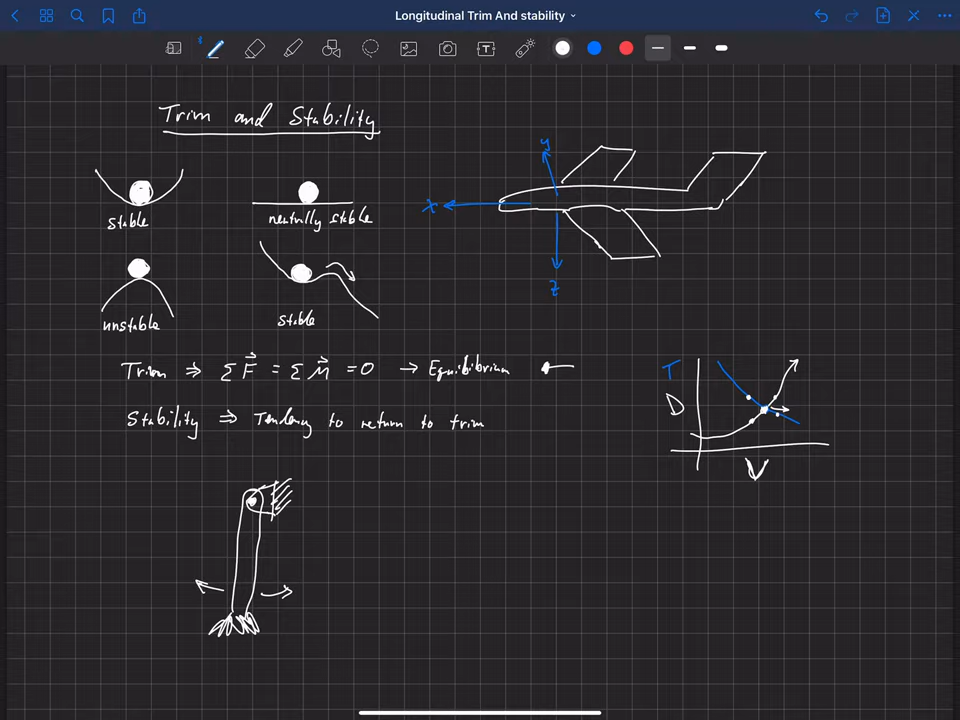 Longitudinal Trim And stability
Trim and Stability
stable
neutrally stable
unstable
stable
y
x
z
Trim ⇒ Σ F⃗ = Σ M⃗ = 0 → Equilibrium
Stability ⇒ Tendency to return to trim
T
D
V